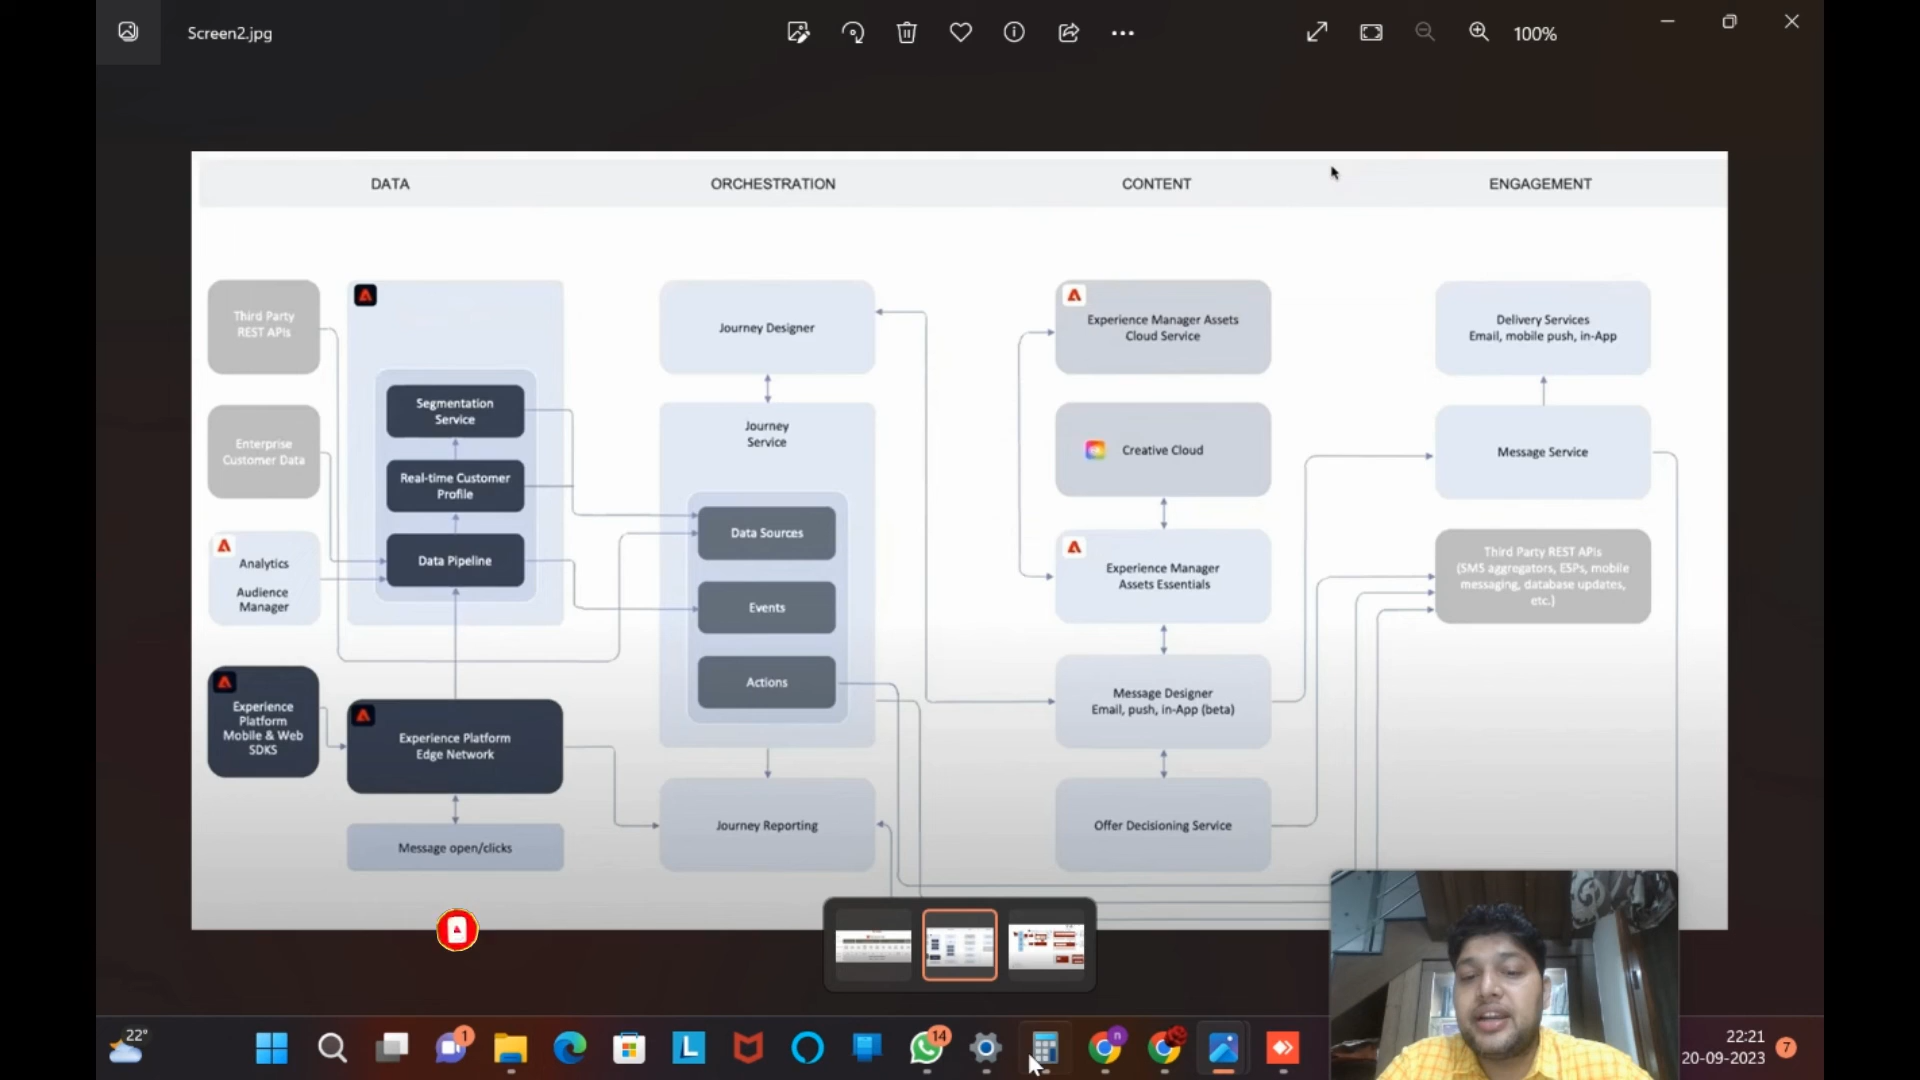 Screen2.jpg
100%
DATA
ORCHESTRATION
CONTENT
ENGAGEMENT
Third Party
REST APIs
Enterprise
Customer Data
Analytics
Audience
Manager
Experience
Platform
Mobile & Web
SDKS
Segmentation
Service
Real-time Customer
Profile
Data Pipeline
Experience Platform
Edge Network
Message open/clicks
Journey Designer
Journey
Service
Data Sources
Events
Actions
Journey Reporting
Experience Manager Assets
Cloud Service
Creative Cloud
Experience Manager
Assets Essentials
Message Designer
Email, push, in-App (beta)
Offer Decisioning Service
Delivery Services
Email, mobile push, in-App
Message Service
Third Party REST APIs
(SMS aggregators, ESPs, mobile
messaging, database updates,
etc.)
22°
1
L
14
n
22:21
20-09-2023
7